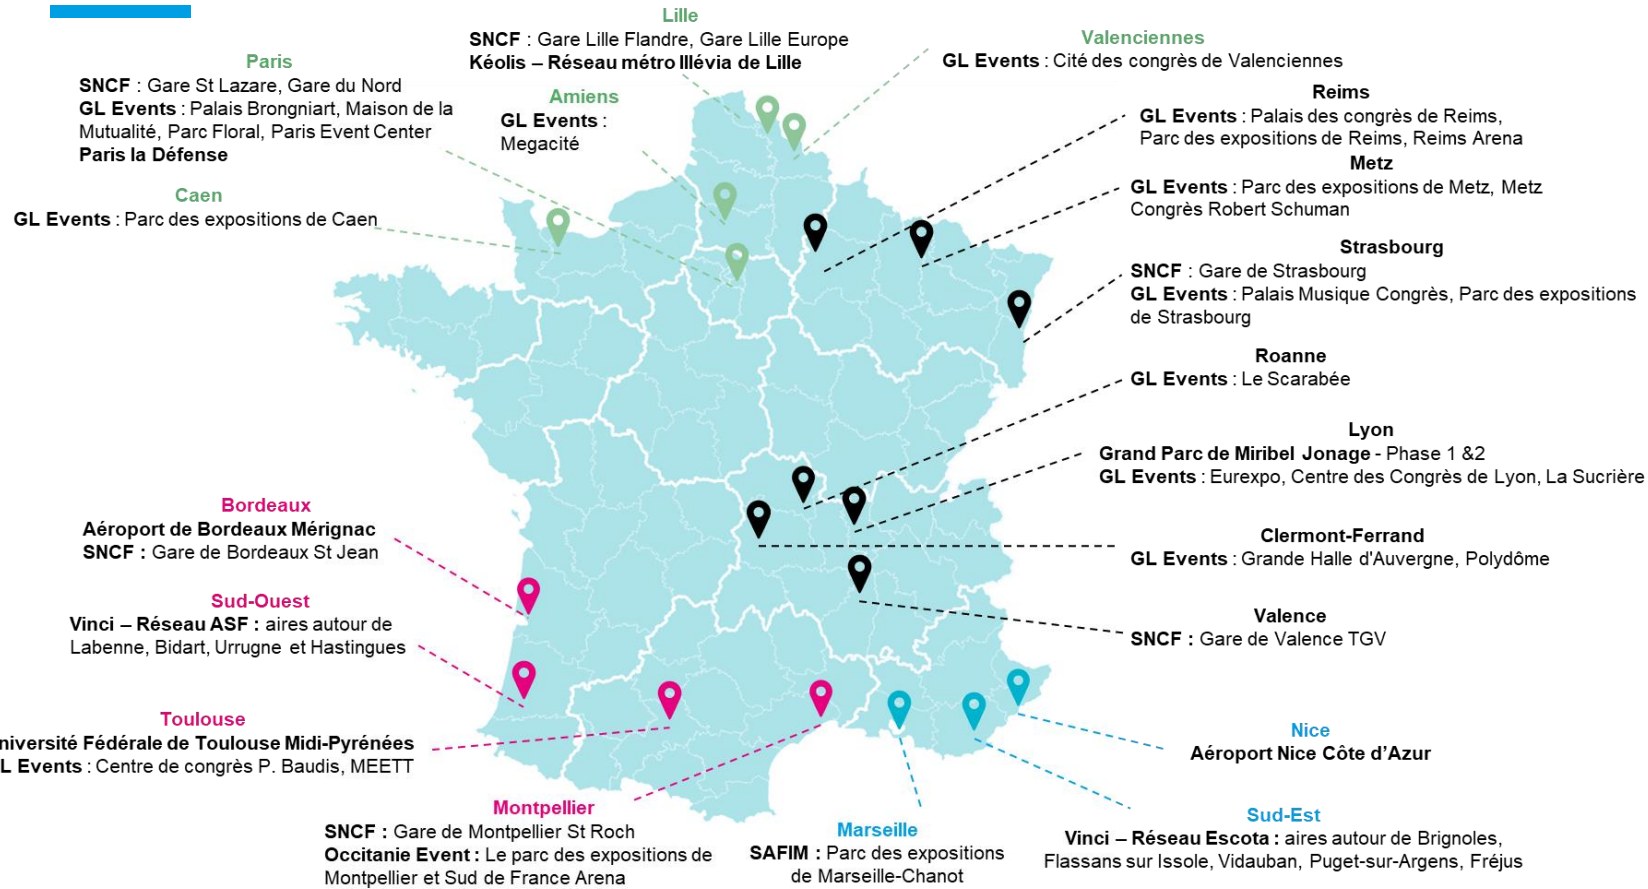 Lille
SNCF : Gare Lille Flandre, Gare Lille Europe
Kéolis – Réseau métro Illévia de Lille
Valenciennes
GL Events : Cité des congrès de Valenciennes
Paris
SNCF : Gare St Lazare, Gare du Nord
GL Events : Palais Brongniart, Maison de la
Mutualité, Parc Floral, Paris Event Center
Paris la Défense
Amiens
GL Events :
Megacité
Reims
GL Events : Palais des congrès de Reims,
Parc des expositions de Reims, Reims Arena
Metz
GL Events : Parc des expositions de Metz, Metz
Congrès Robert Schuman
Caen
GL Events : Parc des expositions de Caen
Strasbourg
SNCF : Gare de Strasbourg
GL Events : Palais Musique Congrès, Parc des expositions
de Strasbourg
Roanne
GL Events : Le Scarabée
Lyon
Grand Parc de Miribel Jonage - Phase 1 &2
GL Events : Eurexpo, Centre des Congrès de Lyon, La Sucrière
Bordeaux
Aéroport de Bordeaux Mérignac
SNCF : Gare de Bordeaux St Jean
Clermont-Ferrand
GL Events : Grande Halle d'Auvergne, Polydôme
Sud-Ouest
Vinci – Réseau ASF : aires autour de
Labenne, Bidart, Urrugne et Hastingues
Valence
SNCF : Gare de Valence TGV
Toulouse
niversité Fédérale de Toulouse Midi-Pyrénées
L Events : Centre de congrès P. Baudis, MEETT
Nice
Aéroport Nice Côte d’Azur
Montpellier
SNCF : Gare de Montpellier St Roch
Occitanie Event : Le parc des expositions de
Montpellier et Sud de France Arena
Marseille
SAFIM : Parc des expositions
de Marseille-Chanot
Sud-Est
Vinci – Réseau Escota : aires autour de Brignoles,
Flassans sur Issole, Vidauban, Puget-sur-Argens, Fréjus